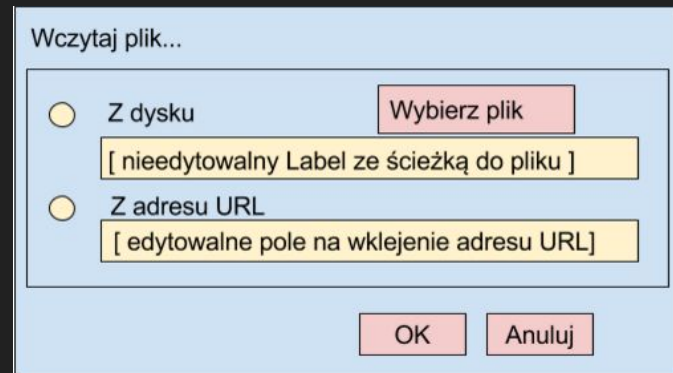 Wczytaj plik...
Z dysku
Wybierz plik
[ nieedytowalny Label ze ścieżką do pliku ]
Z adresu URL
[ edytowalne pole na wklejenie adresu URL]
OK
Anuluj